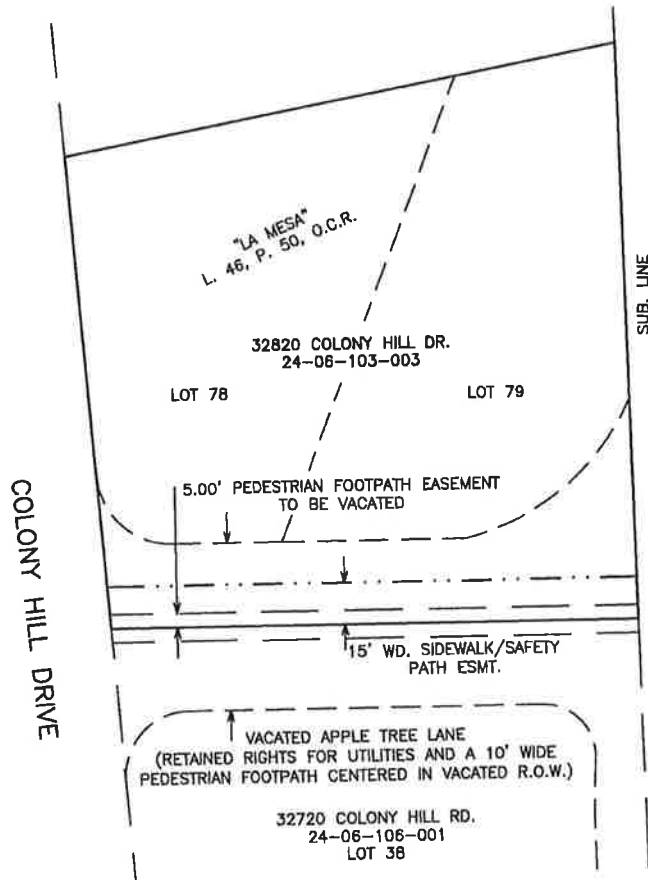 "LA MESA"
L. 46, P. 50, O.C.R.
SUB. LINE
32820 COLONY HILL DR.
24-06-103-003
LOT 78
LOT 79
5.00' PEDESTRIAN FOOTPATH EASEMENT
TO BE VACATED
COLONY HILL DRIVE
15' WD. SIDEWALK/SAFETY
PATH ESMT.
VACATED APPLE TREE LANE
(RETAINED RIGHTS FOR UTILITIES AND A 10' WIDE
PEDESTRIAN FOOTPATH CENTERED IN VACATED R.O.W.)
32720 COLONY HILL RD.
24-06-106-001
LOT 38